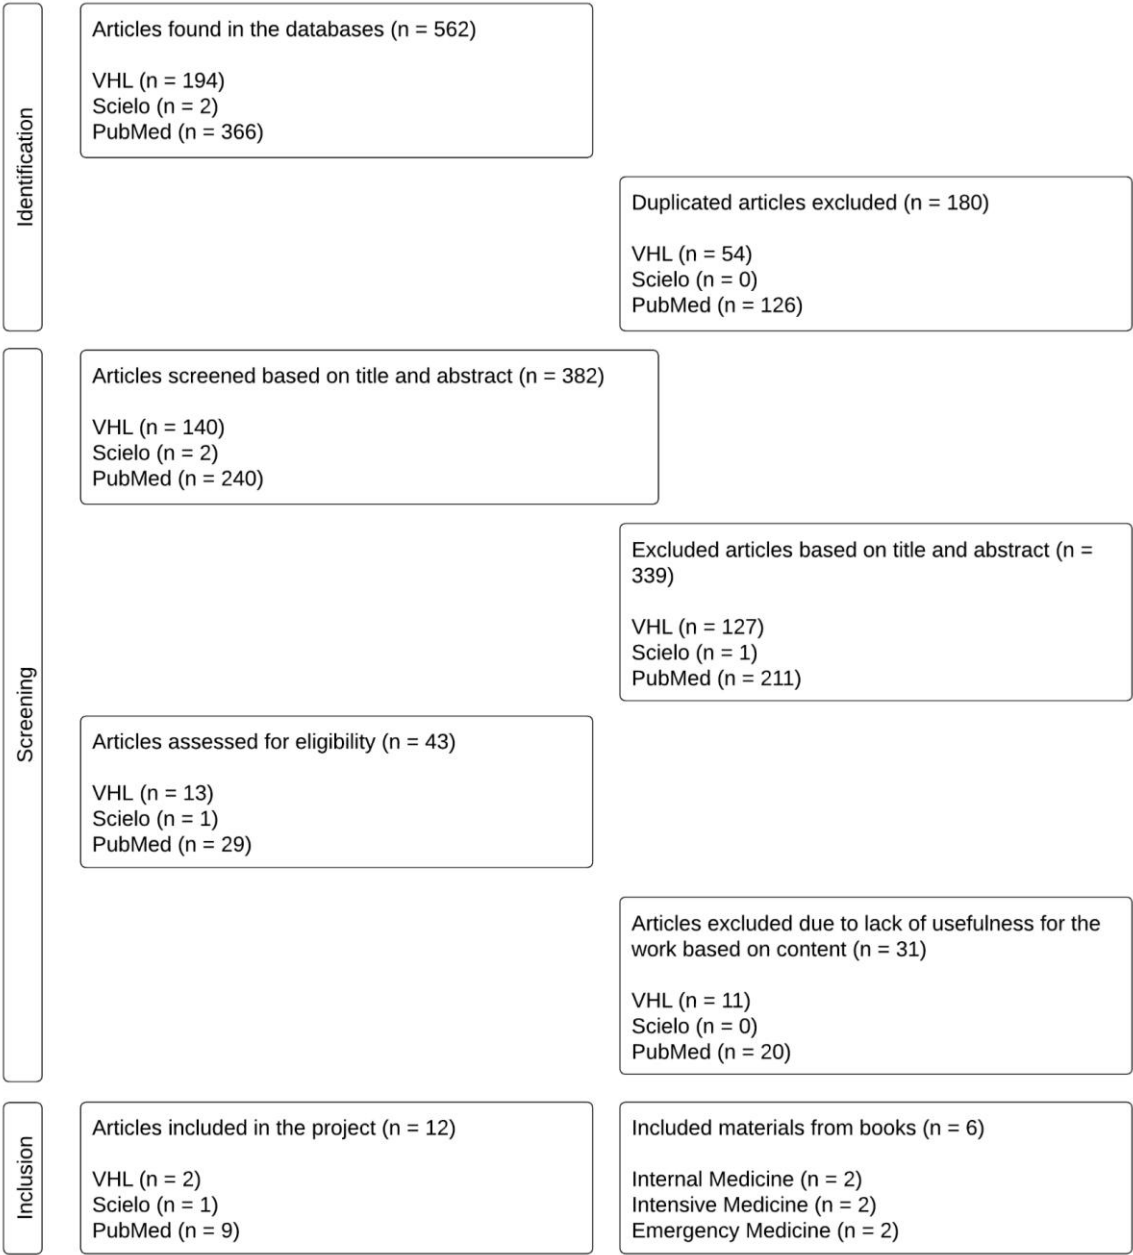 Identification
Articles found in the databases (n = 562)
VHL (n = 194)
Scielo (n = 2)
PubMed (n = 366)
Duplicated articles excluded (n = 180)
VHL (n = 54)
Scielo (n = 0)
PubMed (n = 126)
Screening
Articles screened based on title and abstract (n = 382)
VHL (n = 140)
Scielo (n = 2)
PubMed (n = 240)
Excluded articles based on title and abstract (n =
339)
VHL (n = 127)
Scielo (n = 1)
PubMed (n = 211)
Articles assessed for eligibility (n = 43)
VHL (n = 13)
Scielo (n = 1)
PubMed (n = 29)
Articles excluded due to lack of usefulness for the
work based on content (n = 31)
VHL (n = 11)
Scielo (n = 0)
PubMed (n = 20)
Inclusion
Articles included in the project (n = 12)
VHL (n = 2)
Scielo (n = 1)
PubMed (n = 9)
Included materials from books (n = 6)
Internal Medicine (n = 2)
Intensive Medicine (n = 2)
Emergency Medicine (n = 2)